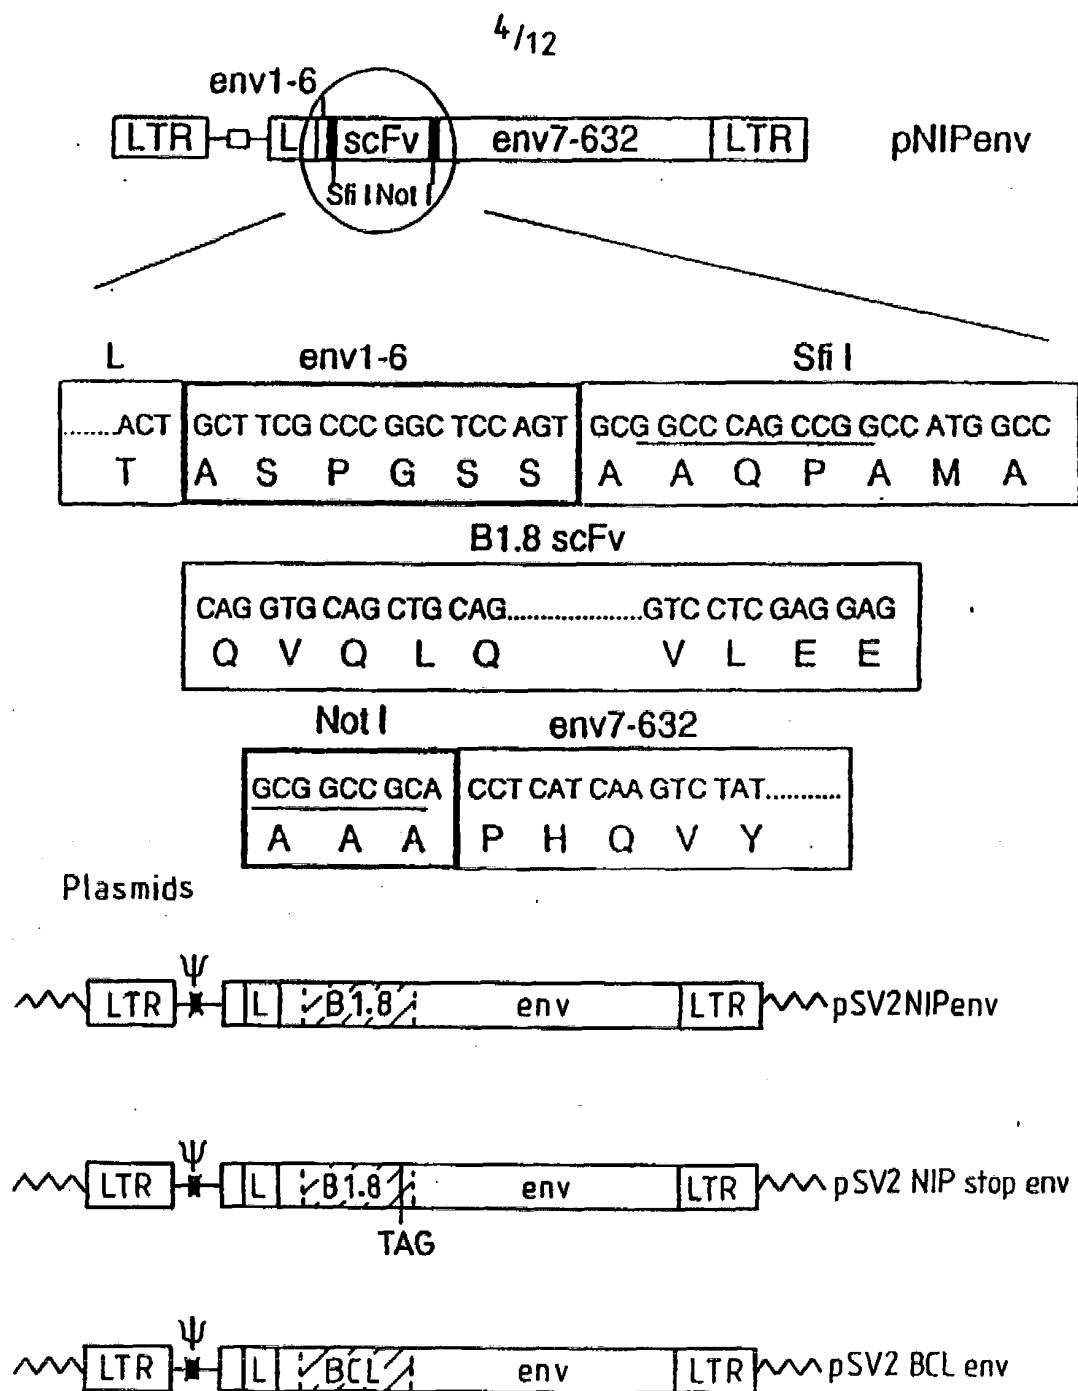 4/12
env1-6
LTR L scFv env7-632 LTR pNIPenv
Sfi I Not I
L env1-6 Sfi I
........ACT GCT TCG CCC GGC TCC AGT GCG GCC CAG CCG GCC ATG GCC
T A S P G S S A A Q P A M A
B1.8 scFv
CAG GTG CAG CTG CAG....................GTC CTC GAG GAG
Q V Q L Q V L E E
Not I env7-632
GCG GCC GCA CCT CAT CAA GTC TAT...........
A A A P H Q V Y
Plasmids
Ψ
LTR L B1.8 env LTR pSV2NIPenv
Ψ
LTR L B1.8 env LTR pSV2 NIP stop env
TAG
Ψ
LTR L BCL env LTR pSV2 BCL env